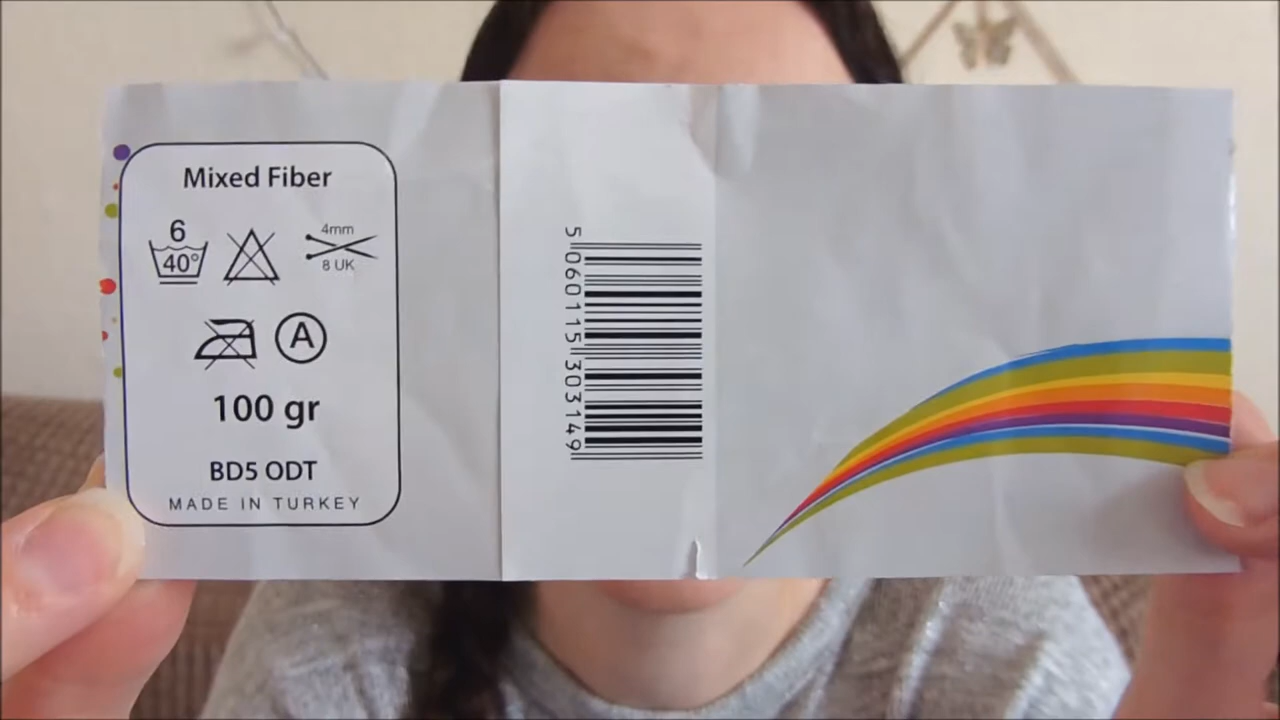 Mixed Fiber
6
40°
4mm
8 UK
A
100 gr
BD5 ODT
MADE IN TURKEY
5 060115 303149